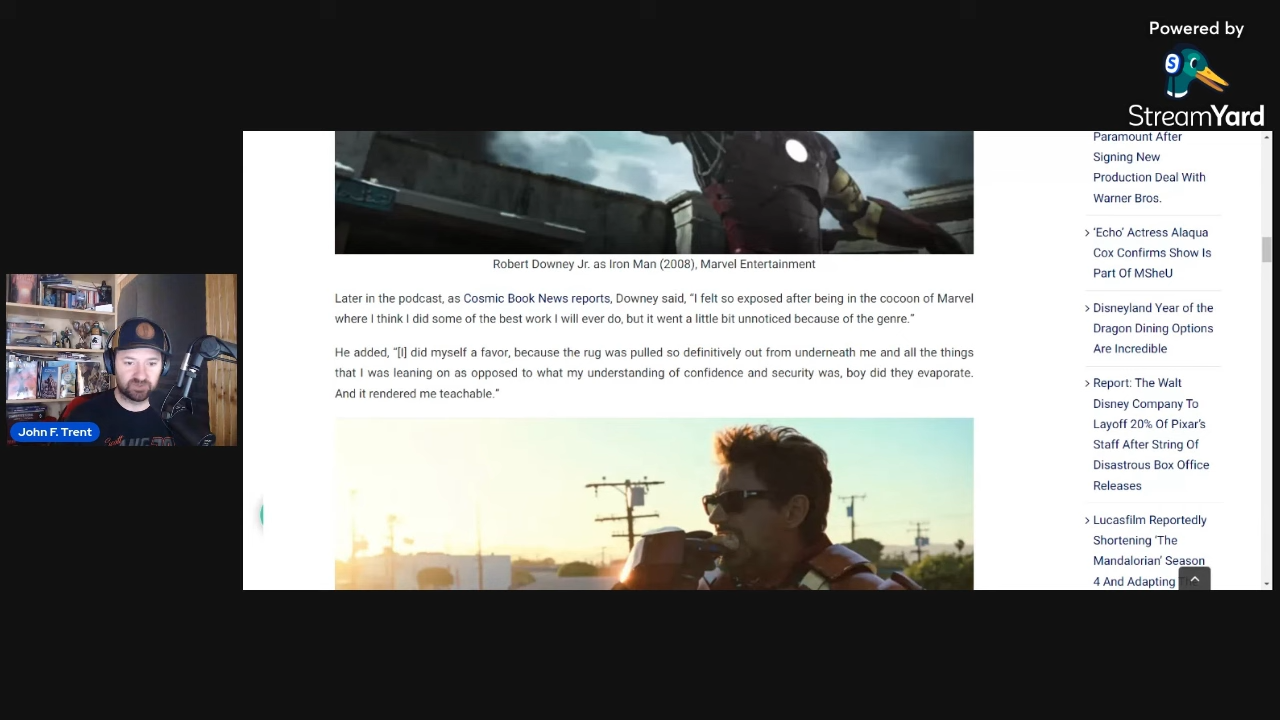 Powered by
StreamYard
Robert Downey Jr. as Iron Man (2008), Marvel Entertainment
Later in the podcast, as Cosmic Book News reports, Downey said, “I felt so exposed after being in the cocoon of Marvel
where I think I did some of the best work I will ever do, but it went a little bit unnoticed because of the genre.”
He added, “[I] did myself a favor, because the rug was pulled so definitively out from underneath me and all the things
that I was leaning on as opposed to what my understanding of confidence and security was, boy did they evaporate.
And it rendered me teachable.”
Paramount After
Signing New
Production Deal With
Warner Bros.
‘Echo’ Actress Alaqua
Cox Confirms Show Is
Part Of MSheU
Disneyland Year of the
Dragon Dining Options
Are Incredible
Report: The Walt
Disney Company To
Layoff 20% Of Pixar’s
Staff After String Of
Disastrous Box Office
Releases
Lucasfilm Reportedly
Shortening ‘The
Mandalorian’ Season
4 And Adapting
John F. Trent